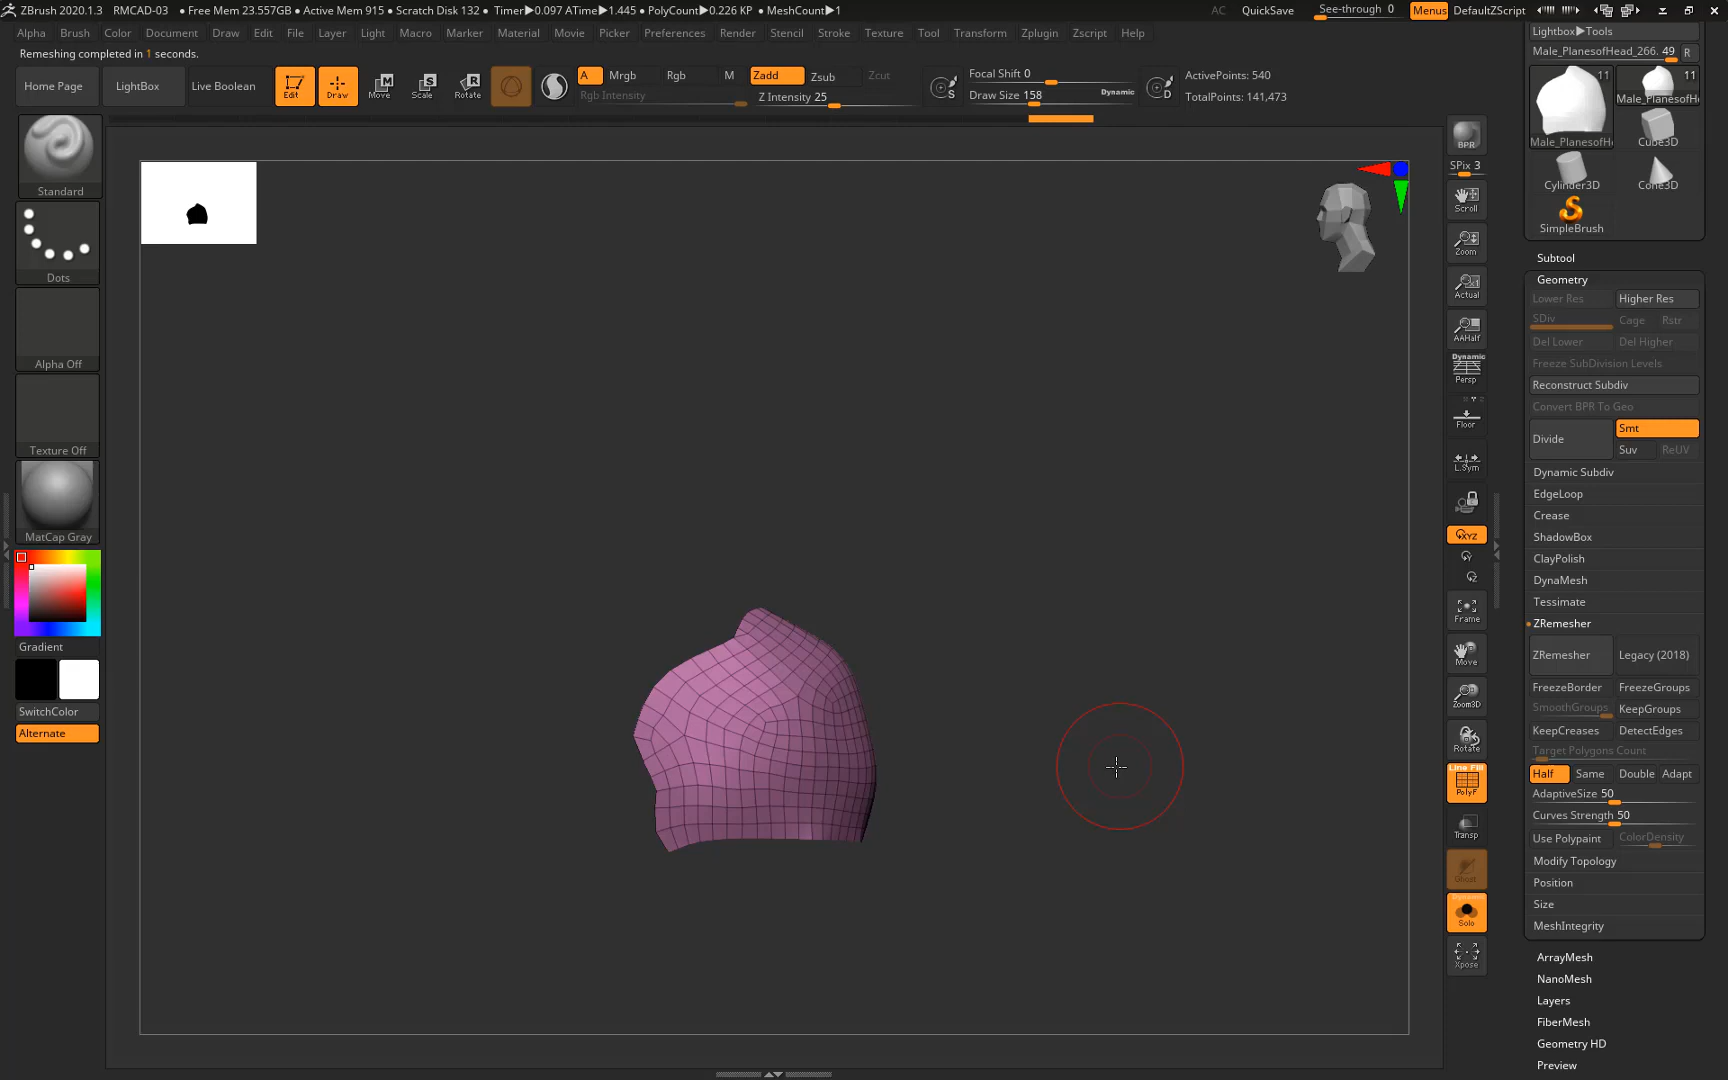 ZBrush 2020.1.3 RMCAD-03 • Free Mem 23.557GB • Active Mem 915 • Scratch Disk 132 • Timer▶0.097 ATime▶1.445 • PolyCount▶0.226 KP • MeshCount▶1 AC QuickSave See-through 0 Menus DefaultZScript
Alpha Brush Color Document Draw Edit File Layer Light Macro Marker Material Movie Picker Preferences Render Stencil Stroke Texture Tool Transform Zplugin Zscript Help
Remeshing completed in 1 seconds.
Home Page LightBox Live Boolean Edit Draw Move Scale Rotate
A Mrgb Rgb M Zadd Zsub Zcut
Rgb Intensity Z Intensity 25
S Focal Shift 0
Draw Size 158 Dynamic
D ActivePoints: 540
TotalPoints: 141,473
Standard
Dots
Alpha Off
Texture Off
MatCap Gray
Gradient
SwitchColor
Alternate
BPR
SPix 3
Scroll
Zoom
Actual
AAHalf
Dynamic
Persp
Floor
L.Sym
XYZ
Frame
Move
Zoom3D
Rotate
Line Fill
PolyF
Transp
Ghost
Dynamic
Solo
Xpose
Lightbox▶Tools
Male_PlanesofHead_266. 49 R
11 11
Male_PlanesofH Male_PlanesofHe
Cube3D
Cylinder3D Cone3D
SimpleBrush
Subtool
Geometry
Lower Res Higher Res
SDiv Cage Rstr
Del Lower Del Higher
Freeze SubDivision Levels
Reconstruct Subdiv
Convert BPR To Geo
Divide Smt
Suv ReUV
Dynamic Subdiv
EdgeLoop
Crease
ShadowBox
ClayPolish
DynaMesh
Tessimate
ZRemesher
ZRemesher Legacy (2018)
FreezeBorder FreezeGroups
SmoothGroups KeepGroups
KeepCreases DetectEdges
Target Polygons Count
Half Same Double Adapt
AdaptiveSize 50
Curves Strength 50
Use Polypaint ColorDensity
Modify Topology
Position
Size
MeshIntegrity
ArrayMesh
NanoMesh
Layers
FiberMesh
Geometry HD
Preview